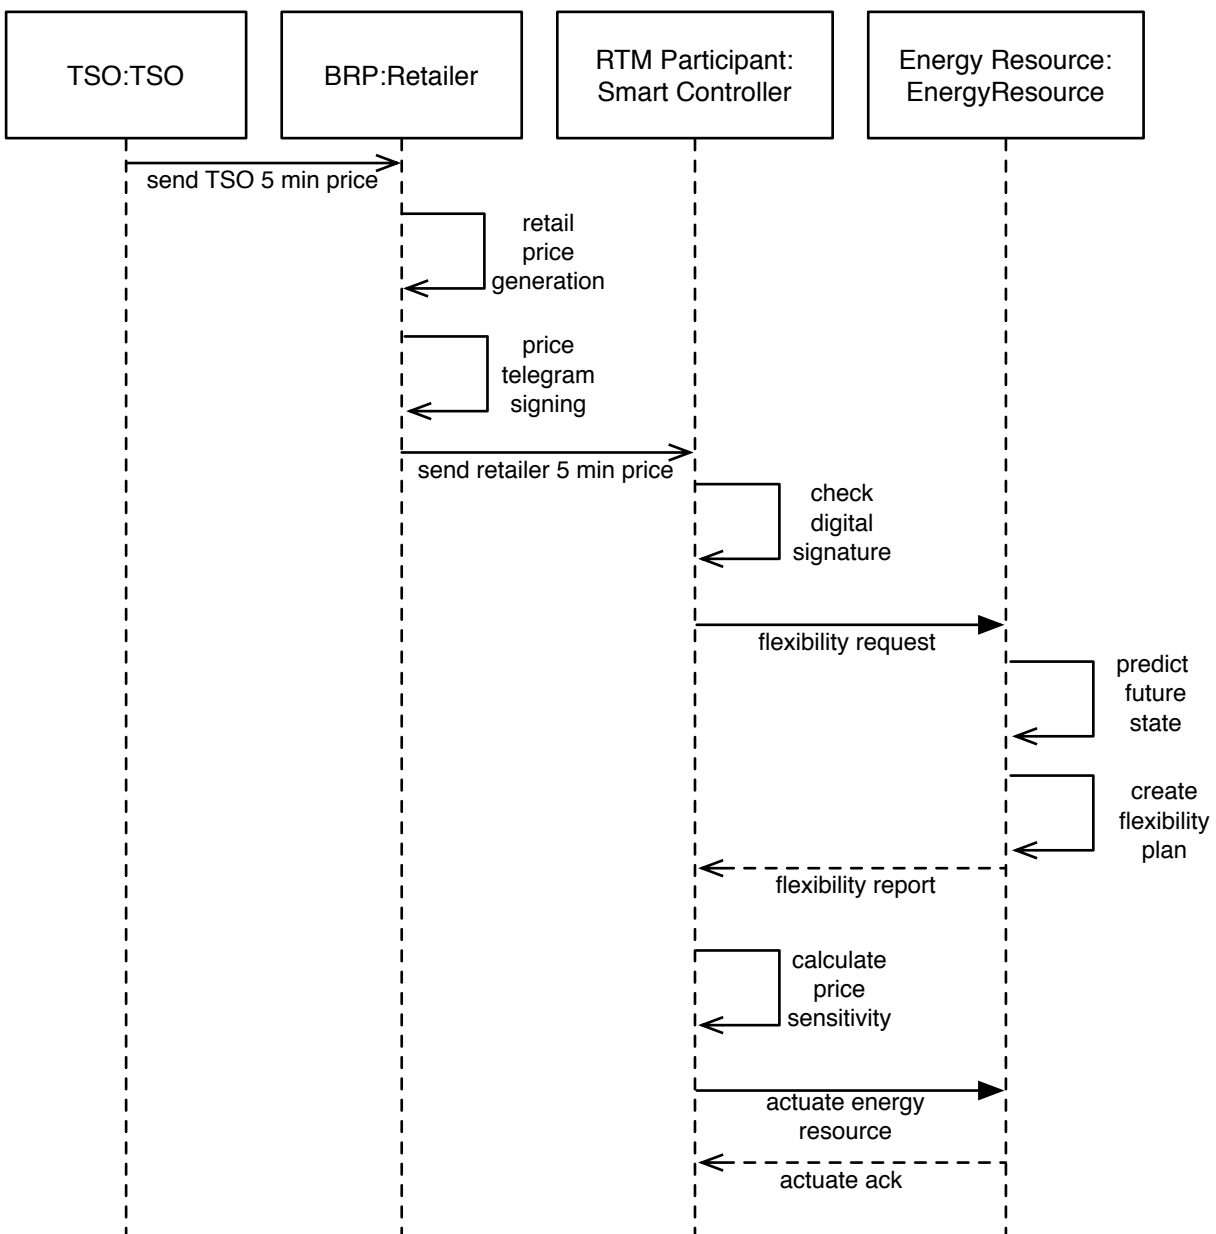 TSO:TSO
BRP:Retailer
RTM Participant:
Smart Controller
Energy Resource:
EnergyResource
send TSO 5 min price
retail
price
generation
price
telegram
signing
send retailer 5 min price
check
digital
signature
flexibility request
predict
future
state
create
flexibility
plan
flexibility report
calculate
price
sensitivity
actuate energy
resource
actuate ack